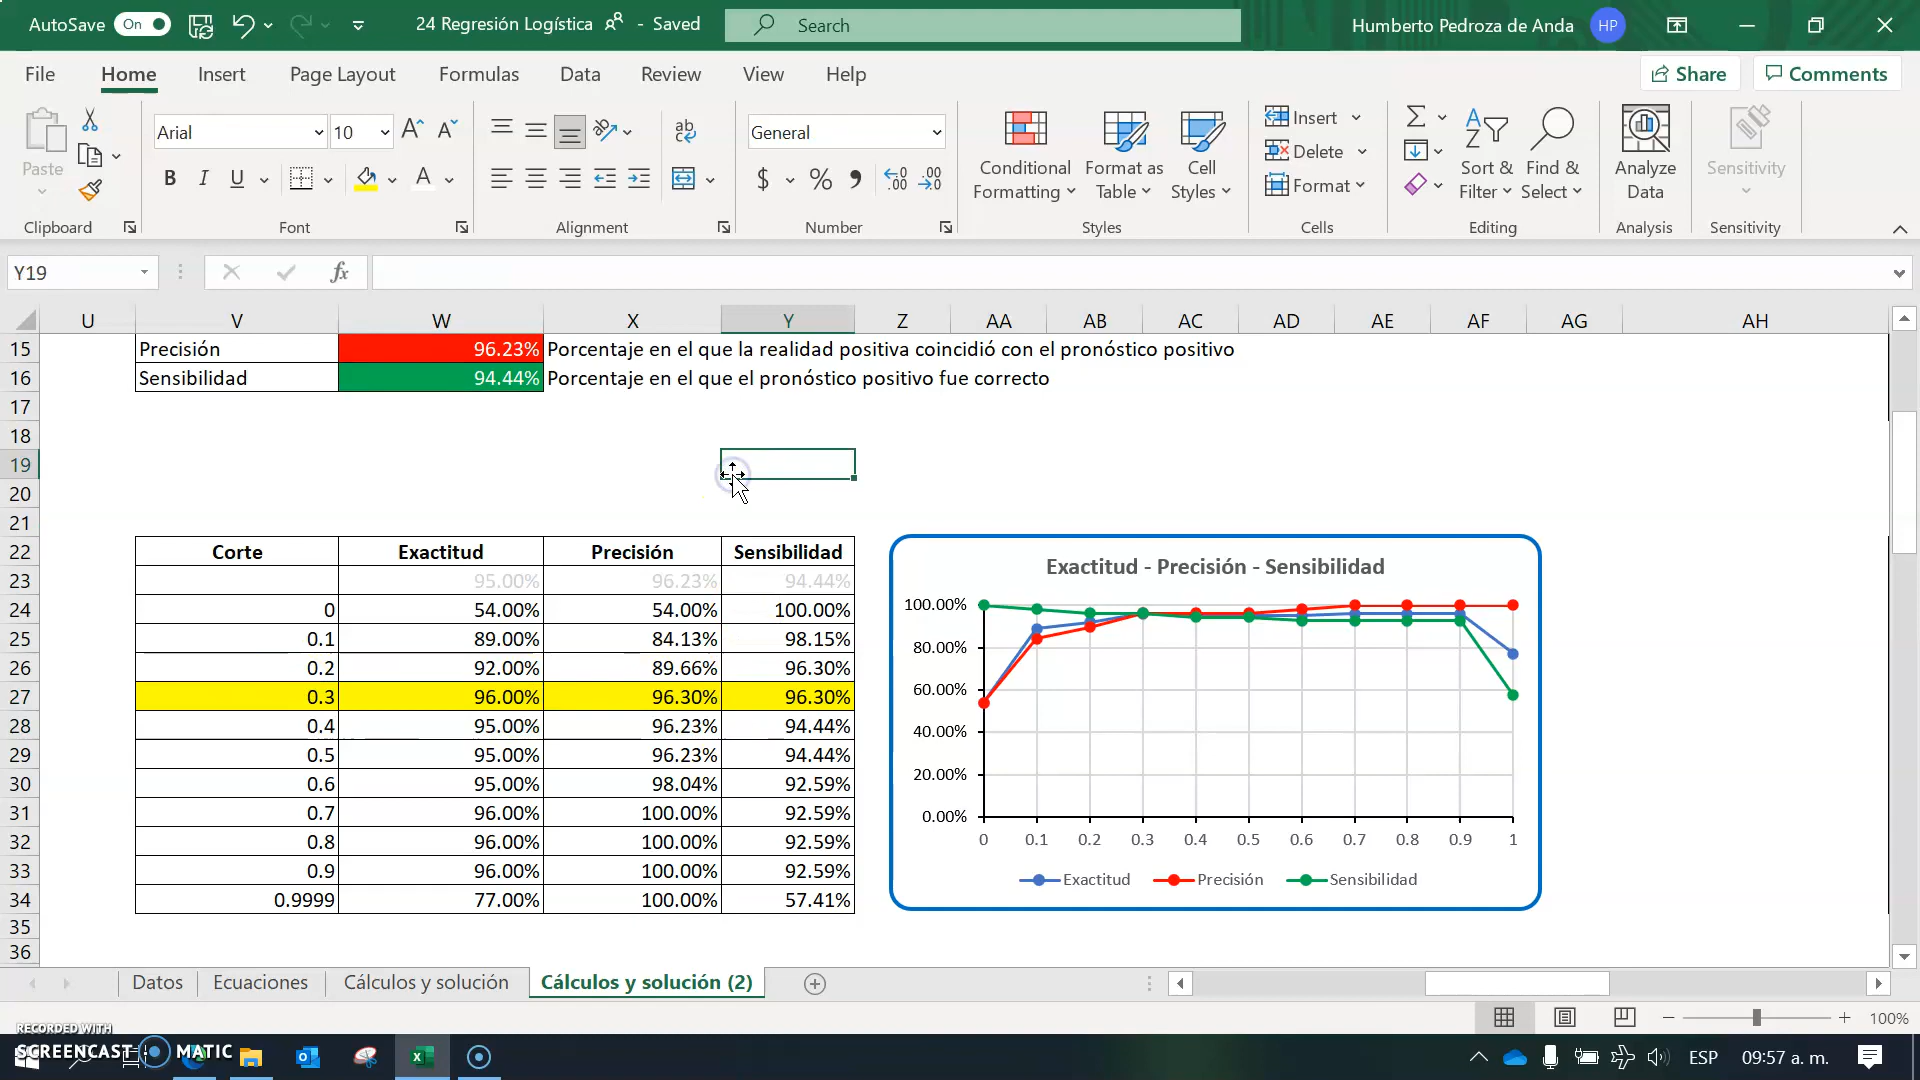 AutoSave On 24 Regresión Logística - Saved Search Humberto Pedroza de Anda HP
File Home Insert Page Layout Formulas Data Review View Help Share Comments
Arial 10 A A ab General $ % .00 .00
Paste B I U A
Conditional Formatting Format as Table Cell Styles
Insert
Delete
Format
Sort & Filter Find & Select
Analyze Data
Sensitivity
Clipboard Font Alignment Number Styles Cells Editing Analysis Sensitivity
Y19 fx
U V W X Y Z AA AB AC AD AE AF AG AH
15 Precisión 96.23% Porcentaje en el que la realidad positiva coincidió con el pronóstico positivo
16 Sensibilidad 94.44% Porcentaje en el que el pronóstico positivo fue correcto
17
18
19
20
21
22 Corte Exactitud Precisión Sensibilidad
23 95.00% 96.23% 94.44%
24 0 54.00% 54.00% 100.00%
25 0.1 89.00% 84.13% 98.15%
26 0.2 92.00% 89.66% 96.30%
27 0.3 96.00% 96.30% 96.30%
28 0.4 95.00% 96.23% 94.44%
29 0.5 95.00% 96.23% 94.44%
30 0.6 95.00% 98.04% 92.59%
31 0.7 96.00% 100.00% 92.59%
32 0.8 96.00% 100.00% 92.59%
33 0.9 96.00% 100.00% 92.59%
34 0.9999 77.00% 100.00% 57.41%
35
36
Exactitud - Precisión - Sensibilidad
100.00%
80.00%
60.00%
40.00%
20.00%
0.00%
0 0.1 0.2 0.3 0.4 0.5 0.6 0.7 0.8 0.9 1
Exactitud Precisión Sensibilidad
Datos Ecuaciones Cálculos y solución Cálculos y solución (2)
100%
RECORDED WITH
SCREENCAST MATIC
ESP 09:57 a. m.